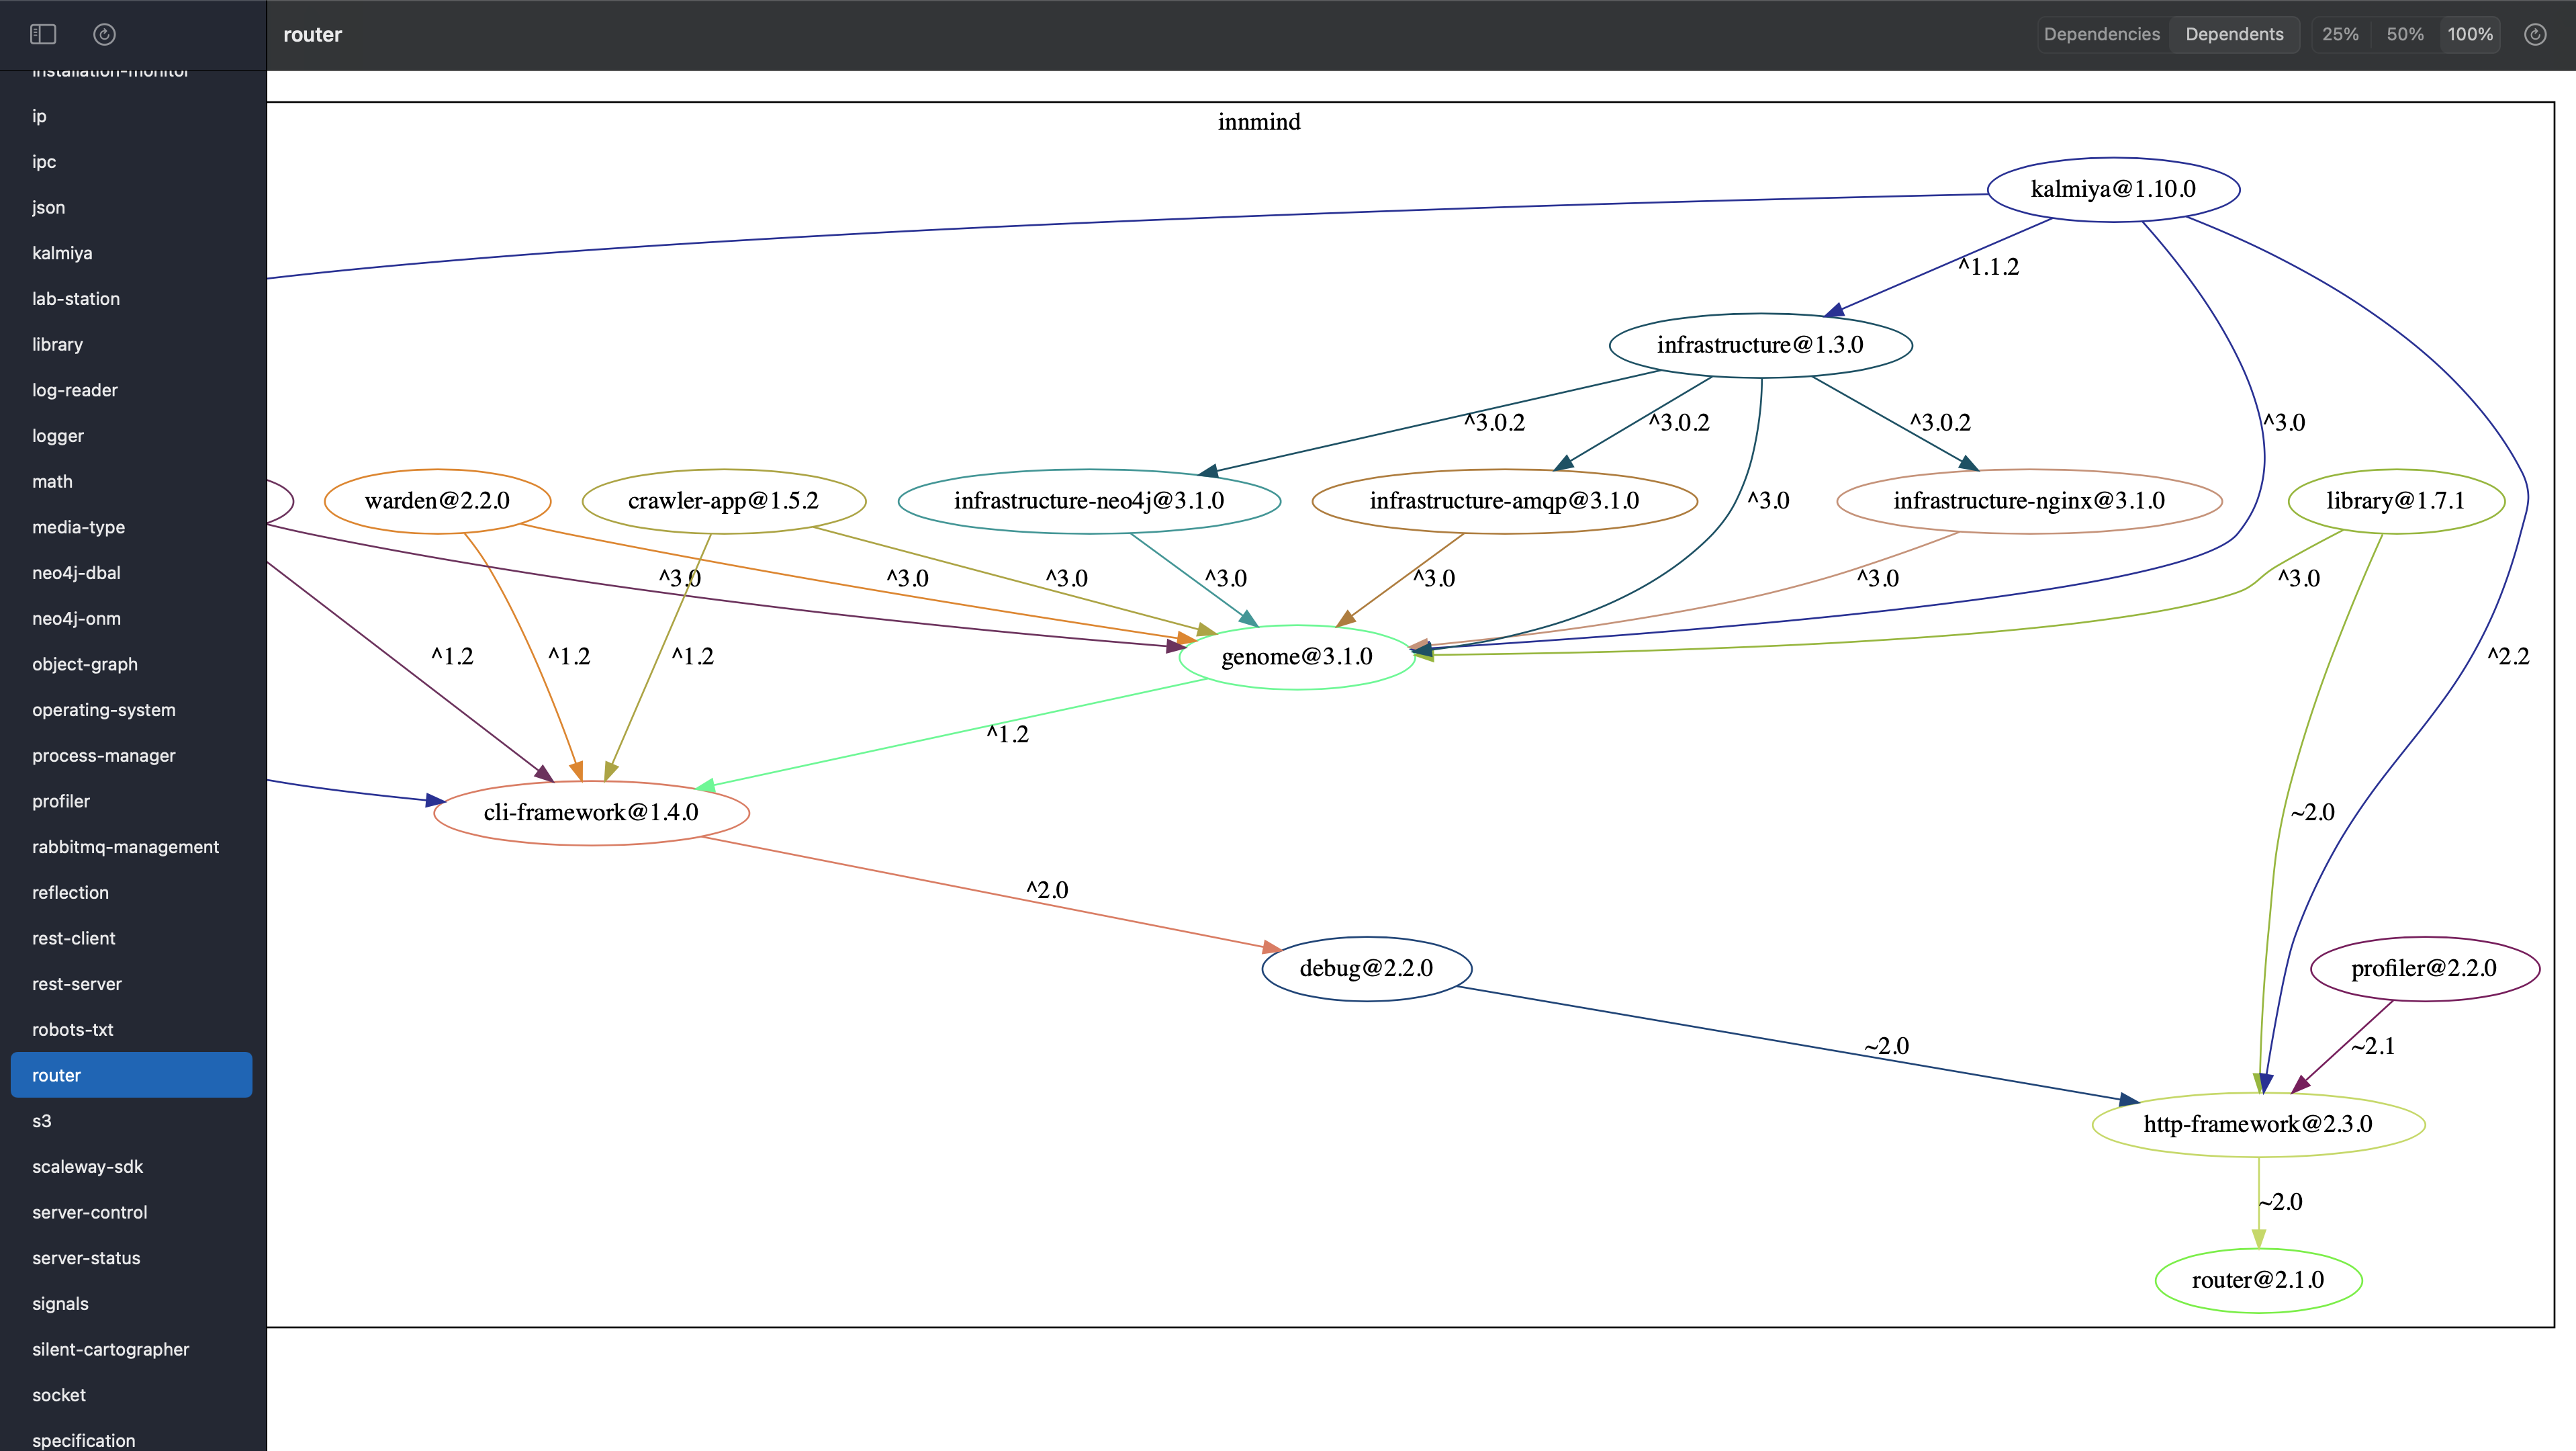 router
Dependencies
Dependents
25%
50%
100%
installation-monitor
ip
ipc
json
kalmiya
lab-station
library
log-reader
logger
math
media-type
neo4j-dbal
neo4j-onm
object-graph
operating-system
process-manager
profiler
rabbitmq-management
reflection
rest-client
rest-server
robots-txt
router
s3
scaleway-sdk
server-control
server-status
signals
silent-cartographer
socket
specification
innmind
kalmiya@1.10.0
^1.1.2
infrastructure@1.3.0
^3.0.2
^3.0.2
^3.0.2
^3.0
warden@2.2.0
crawler-app@1.5.2
infrastructure-neo4j@3.1.0
infrastructure-amqp@3.1.0
^3.0
infrastructure-nginx@3.1.0
library@1.7.1
^3.0
^3.0
^3.0
^3.0
^3.0
^3.0
^3.0
^1.2
^1.2
^1.2
genome@3.1.0
^2.2
^1.2
cli-framework@1.4.0
~2.0
^2.0
debug@2.2.0
profiler@2.2.0
~2.0
~2.1
http-framework@2.3.0
~2.0
router@2.1.0